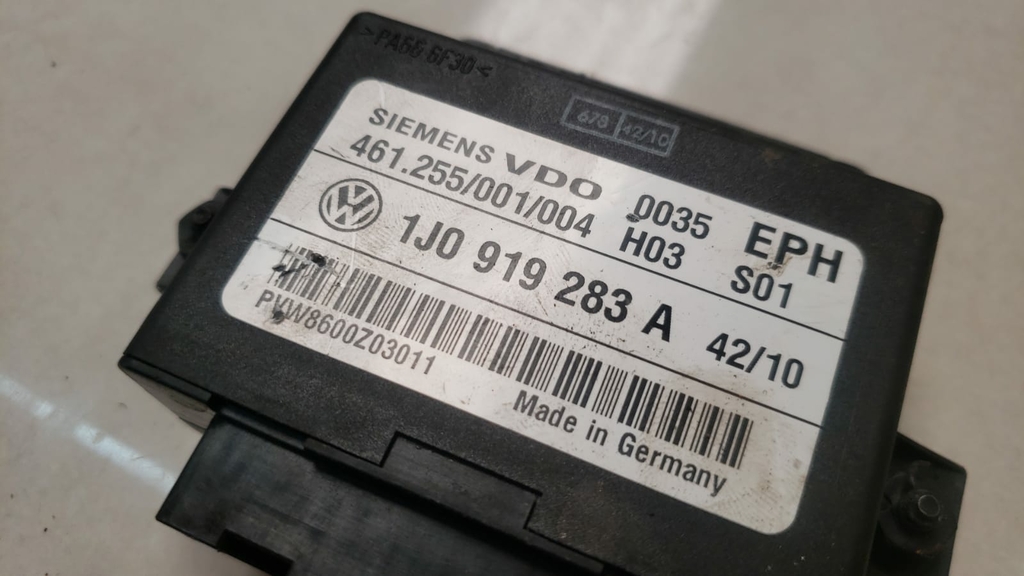 >PA66 GF30<
678 42/10
SIEMENS VDO 0035 EPH
461.255/001/004 H03 S01
1J0 919 283 A 42/10
Made in Germany